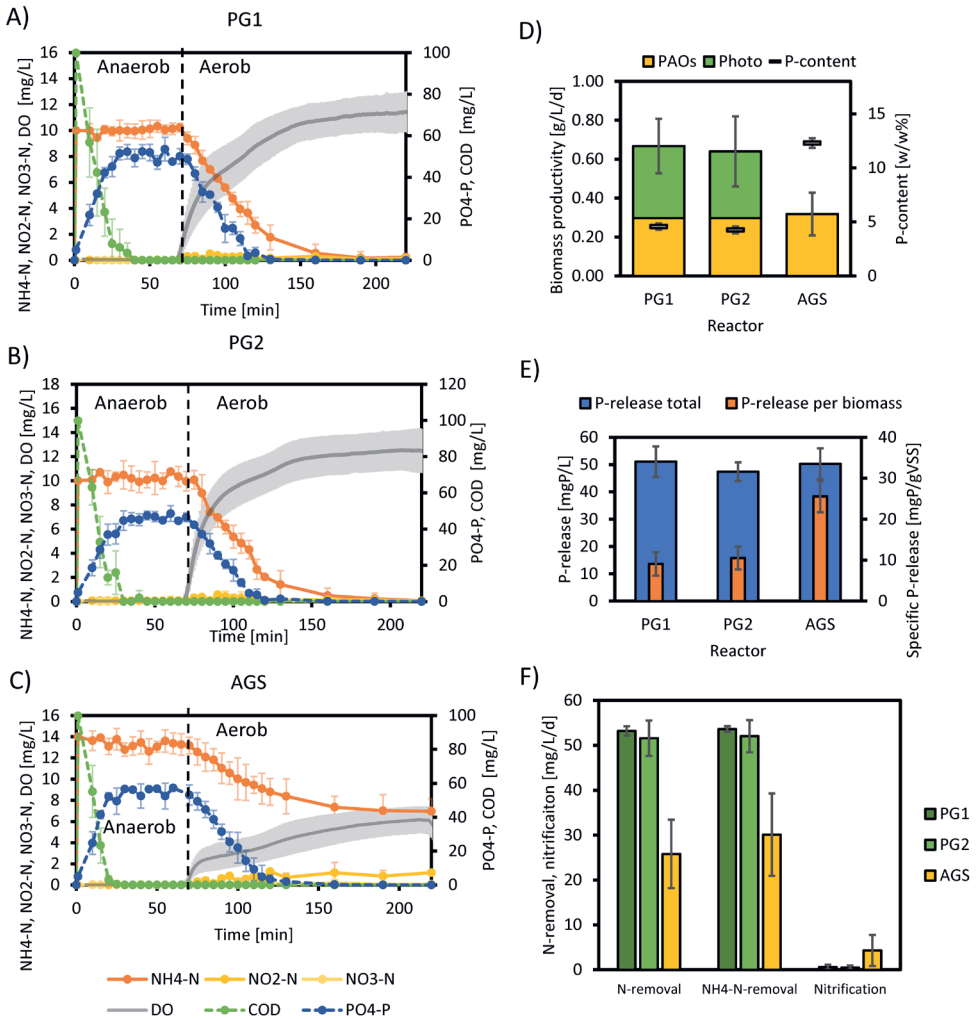 A)
PG1
NH4-N, NO2-N, NO3-N, DO [mg/L]
16
14
12
10
8
6
4
2
0
Anaerob
Aerob
100
80
60
40
20
0
PO4-P, COD [mg/L]
0
50
100
150
200
Time [min]
B)
PG2
NH4-N, NO2-N, NO3-N, DO [mg/L]
18
16
14
12
10
8
6
4
2
0
Anaerob
Aerob
120
100
80
60
40
20
0
PO4-P, COD [mg/L]
0
50
100
150
200
Time [min]
C)
AGS
NH4-N, NO2-N, NO3-N, DO [mg/L]
16
14
12
10
8
6
4
2
0
Anaerob
Aerob
100
80
60
40
20
0
PO4-P, COD [mg/L]
0
50
100
150
200
Time [min]
NH4-N
NO2-N
NO3-N
DO
COD
PO4-P
D)
PAOs
Photo
P-content
Biomass productivity [g/L/d]
1.00
0.80
0.60
0.40
0.20
0.00
15
10
5
0
P-content [w/w%]
PG1
PG2
AGS
Reactor
E)
P-release total
P-release per biomass
P-release [mgP/L]
60
50
40
30
20
10
0
40
30
20
10
0
Specific P-release [mgP/gVSS]
PG1
PG2
AGS
Reactor
F)
N-removal, nitrificaiton [mg/L/d]
60
50
40
30
20
10
0
N-removal
NH4-N-removal
Nitrification
PG1
PG2
AGS